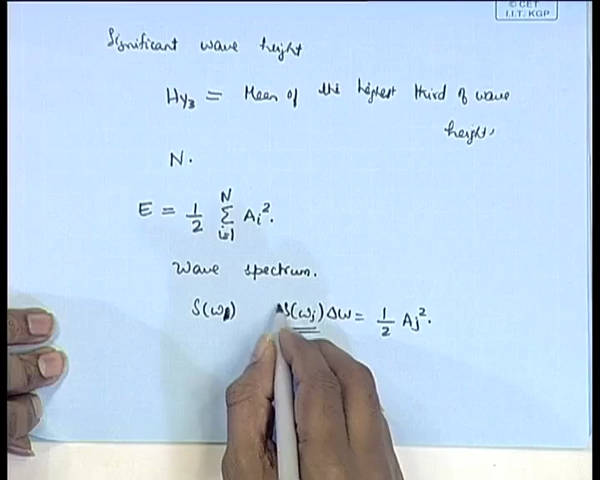 © CET
I.I.T. KGP
Significant wave height
H1/3 = Mean of the highest third of wave
height.
N.
E = 1/2 N Σ i=1 Ai².
Wave spectrum.
S(ω) S(ωj) Δω = 1/2 Aj².